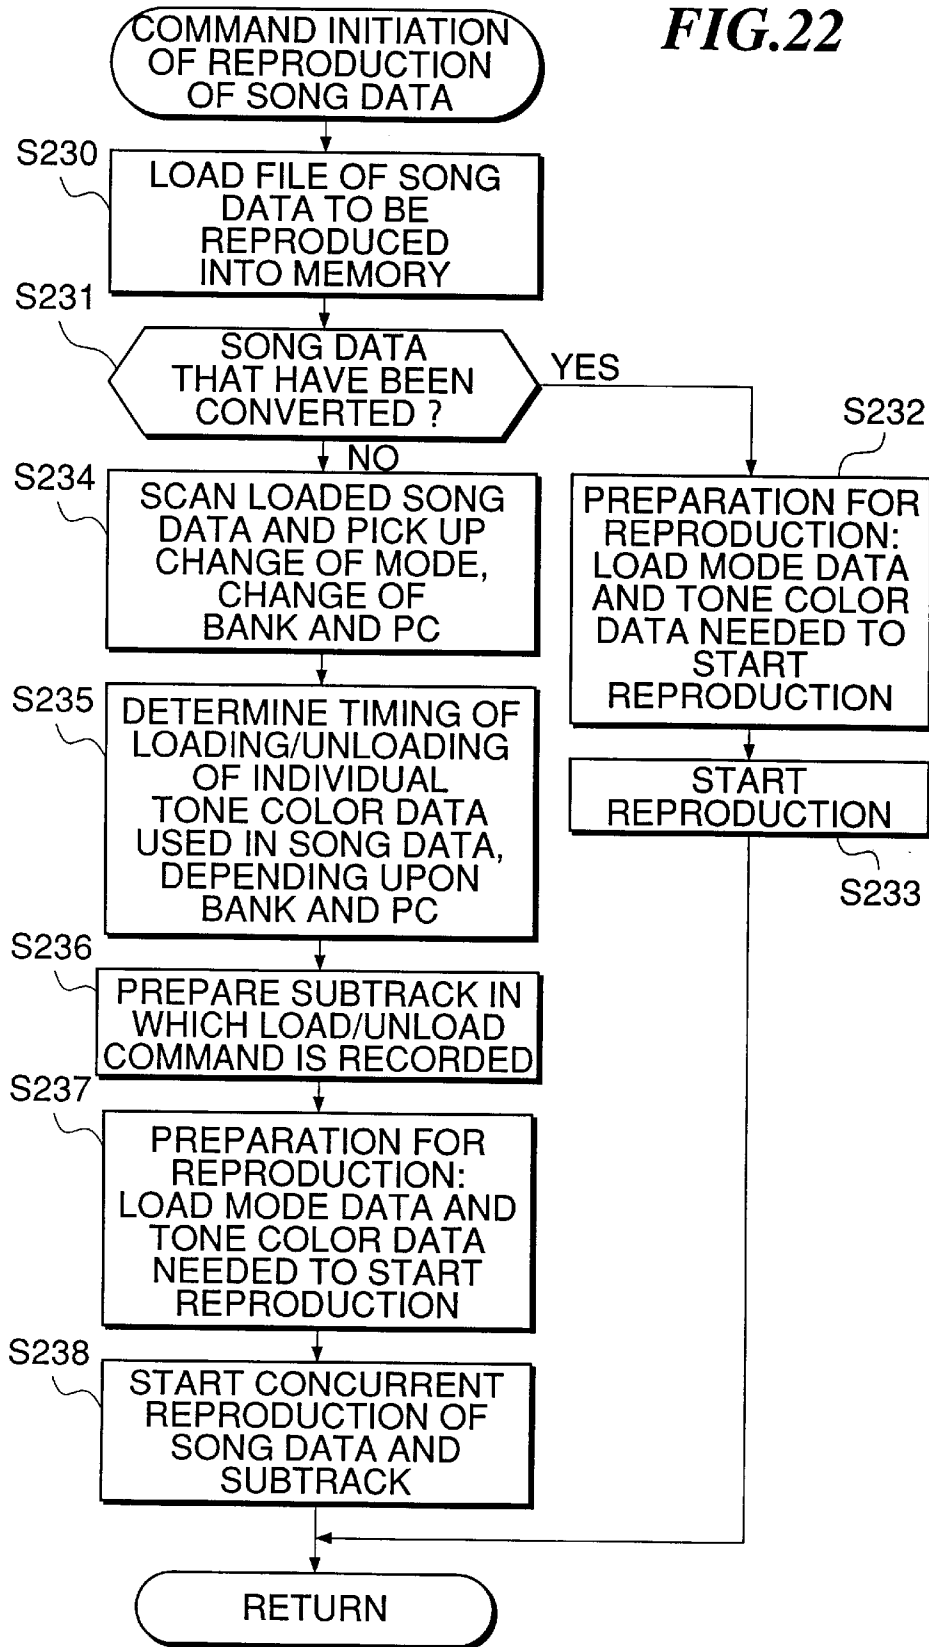 FIG.22
COMMAND INITIATION
OF REPRODUCTION
OF SONG DATA
S230
LOAD FILE OF SONG
DATA TO BE
REPRODUCED
INTO MEMORY
S231
SONG DATA
THAT HAVE BEEN
CONVERTED ?
YES
NO
S232
PREPARATION FOR
REPRODUCTION:
LOAD MODE DATA
AND TONE COLOR
DATA NEEDED TO
START
REPRODUCTION
START
REPRODUCTION
S233
S234
SCAN LOADED SONG
DATA AND PICK UP
CHANGE OF MODE,
CHANGE OF
BANK AND PC
S235
DETERMINE TIMING OF
LOADING/UNLOADING
OF INDIVIDUAL
TONE COLOR DATA
USED IN SONG DATA,
DEPENDING UPON
BANK AND PC
S236
PREPARE SUBTRACK IN
WHICH LOAD/UNLOAD
COMMAND IS RECORDED
S237
PREPARATION FOR
REPRODUCTION:
LOAD MODE DATA AND
TONE COLOR DATA
NEEDED TO START
REPRODUCTION
S238
START CONCURRENT
REPRODUCTION OF
SONG DATA AND
SUBTRACK
RETURN